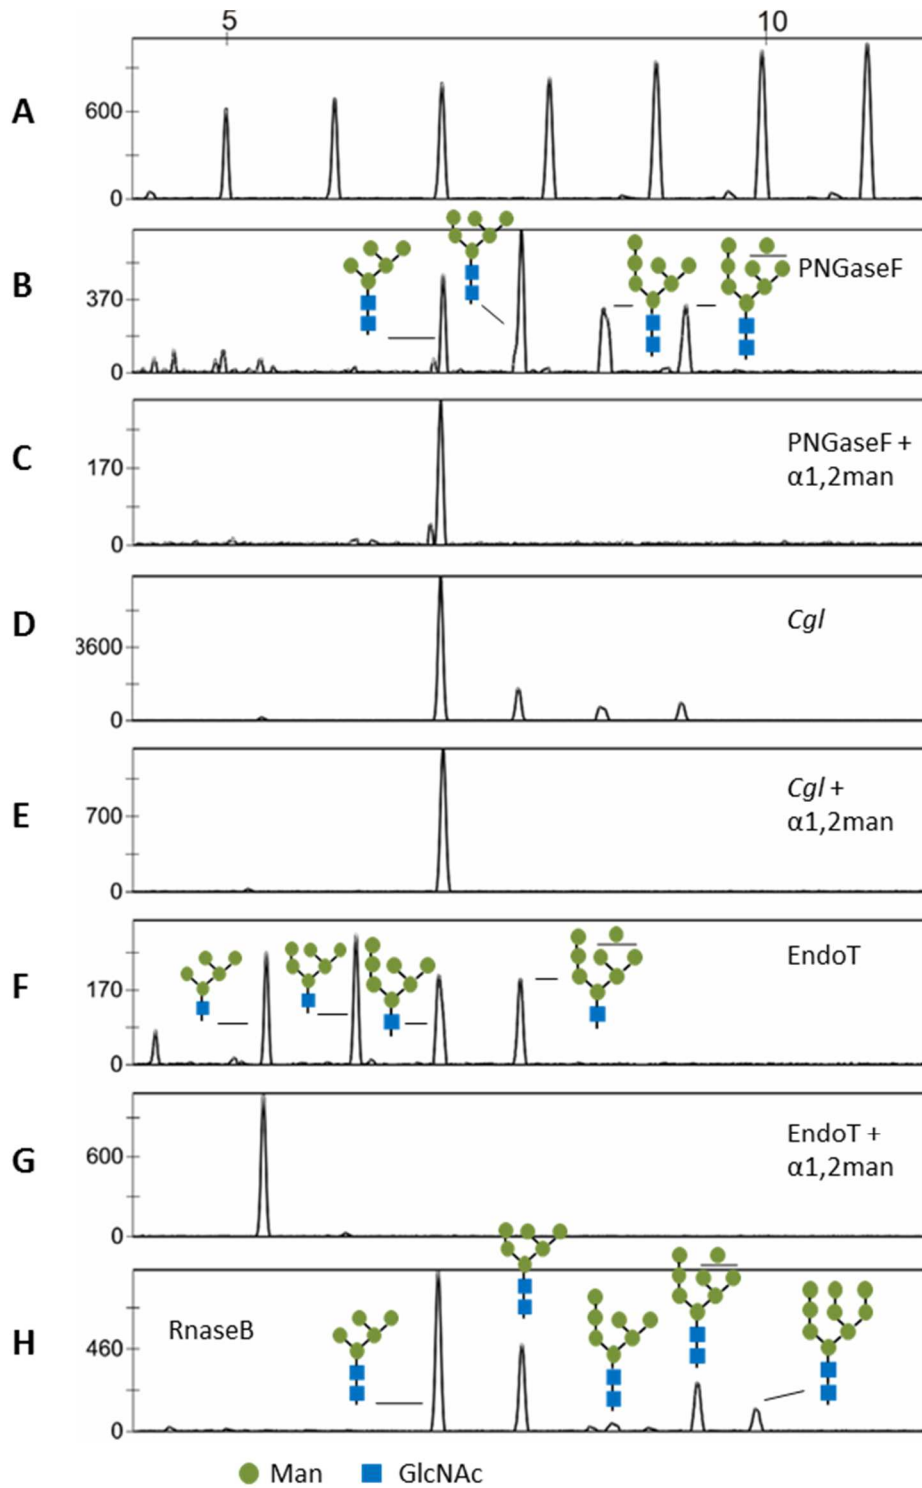 5 10
A
600
0
B
370
0
PNGaseF
C
170
0
PNGaseF +
α1,2man
D
3600
0
Cgl
E
700
0
Cgl +
α1,2man
F
170
0
EndoT
G
600
0
EndoT +
α1,2man
H
460
0
RnaseB
Man GlcNAc